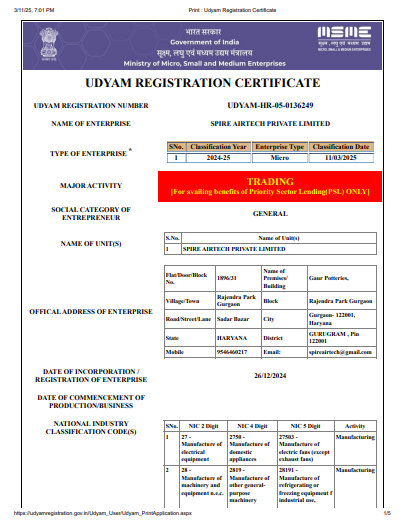 3/11/25, 7:01 PM
Print : Udyam Registration Certificate
भारत सरकार
Government of India
सूक्ष्म, लघु एवं मध्यम उद्यम मंत्रालय
Ministry of Micro, Small and Medium Enterprises
MSME
MICRO, SMALL & MEDIUM ENTERPRISES
UDYAM REGISTRATION CERTIFICATE
UDYAM REGISTRATION NUMBER
UDYAM-HR-05-0136249
NAME OF ENTERPRISE
SPIRE AIRTECH PRIVATE LIMITED
TYPE OF ENTERPRISE *
SNo. Classification Year Enterprise Type Classification Date
1 2024-25 Micro 11/03/2025
MAJOR ACTIVITY
TRADING
[For availing benefits of Priority Sector Lending(PSL) ONLY]
SOCIAL CATEGORY OF
ENTREPRENEUR
GENERAL
NAME OF UNIT(S)
S.No. Name of Unit(s)
1 SPIRE AIRTECH PRIVATE LIMITED
OFFICAL ADDRESS OF ENTERPRISE
Flat/Door/Block
No.
1896/31
Name of
Premises/
Building
Gaur Potteries,
Village/Town
Rajendra Park
Gurgaon
Block
Rajendra Park Gurgaon
Road/Street/Lane
Sadar Bazar
City
Gurgaon- 122001,
Haryana
State
HARYANA
District
GURUGRAM , Pin
122001
Mobile
9546460217
Email:
spireairtech@gmail.com
DATE OF INCORPORATION /
REGISTRATION OF ENTERPRISE
26/12/2024
DATE OF COMMENCEMENT OF
PRODUCTION/BUSINESS
NATIONAL INDUSTRY
CLASSIFICATION CODE(S)
SNo. NIC 2 Digit NIC 4 Digit NIC 5 Digit Activity
1
27 -
Manufacture of
electrical
equipment
2750 -
Manufacture of
domestic
appliances
27503 -
Manufacture of
electric fans (except
exhaust fans)
Manufacturing
2
28 -
Manufacture of
machinery and
equipment n.e.c.
2819 -
Manufacture of
other general-
purpose
machinery
28191 -
Manufacture of
refrigerating or
freezing equipment f
industrial use,
Manufacturing
https://udyamregistration.gov.in/Udyam_User/Udyam_PrintApplication.aspx
1/5